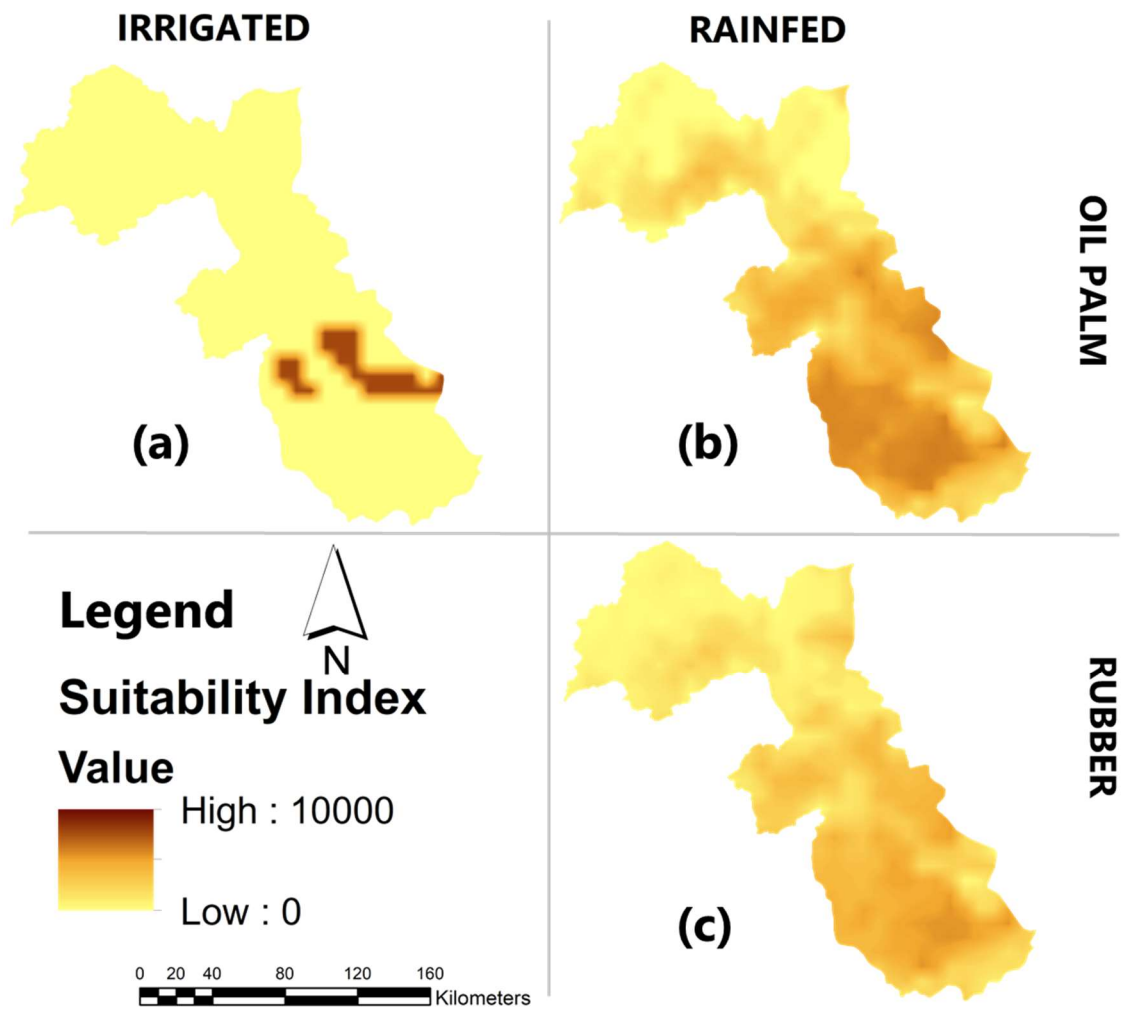 IRRIGATED
RAINFED
OIL PALM
(a)
(b)
Legend
N
Suitability Index
Value
High : 10000
Low : 0
RUBBER
(c)
0 20 40 80 120 160
Kilometers